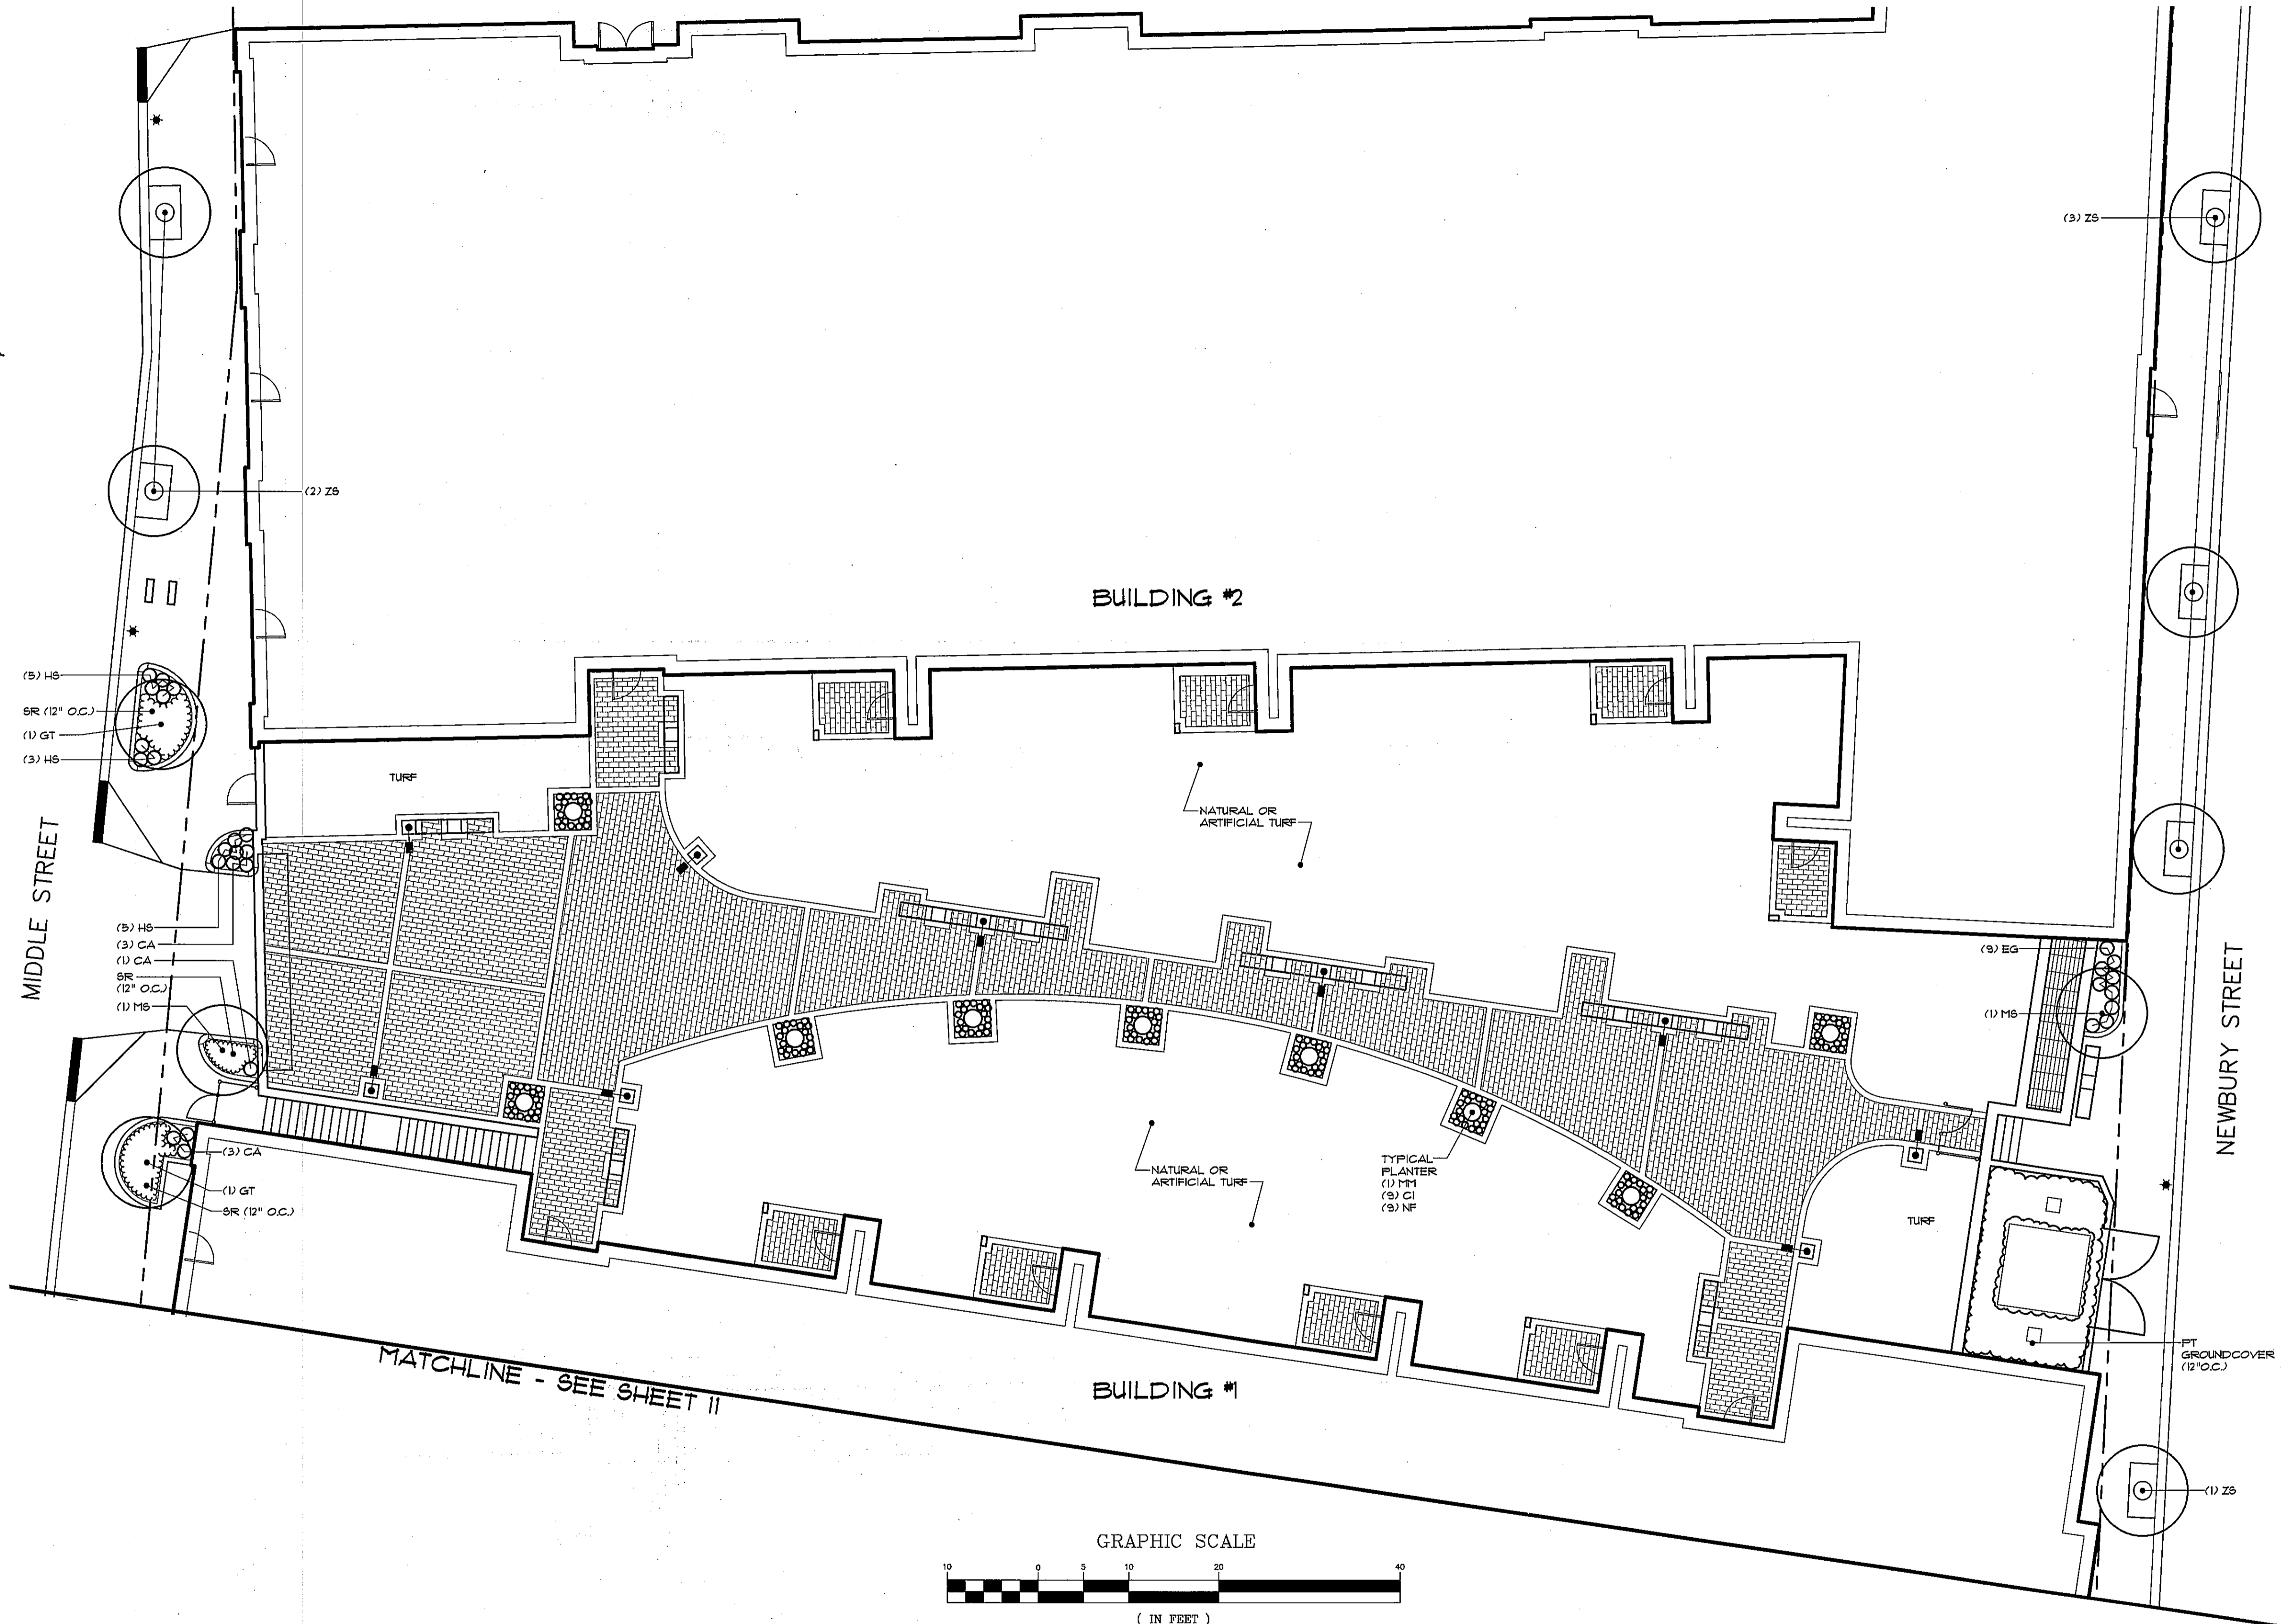 (3) ZS
(2) ZS
BUILDING #2
(5) HS
SR (12" O.C.)
(1) GT
(3) HS
TURF
NATURAL OR
ARTIFICIAL TURF
MIDDLE STREET
(5) HS
(3) CA
(1) CA
SR
(12" O.C.)
(1) MS
(9) EG
(1) MS
NEWBURY STREET
(3) CA
(1) GT
SR (12" O.C.)
NATURAL OR
ARTIFICIAL TURF
TYPICAL
PLANTER
(1) MM
(9) CI
(9) NF
TURF
PT
GROUNDCOVER
(12"O.C.)
MATCHLINE - SEE SHEET 11
BUILDING #1
(1) ZS
GRAPHIC SCALE
10 0 5 10 20 40
( IN FEET )